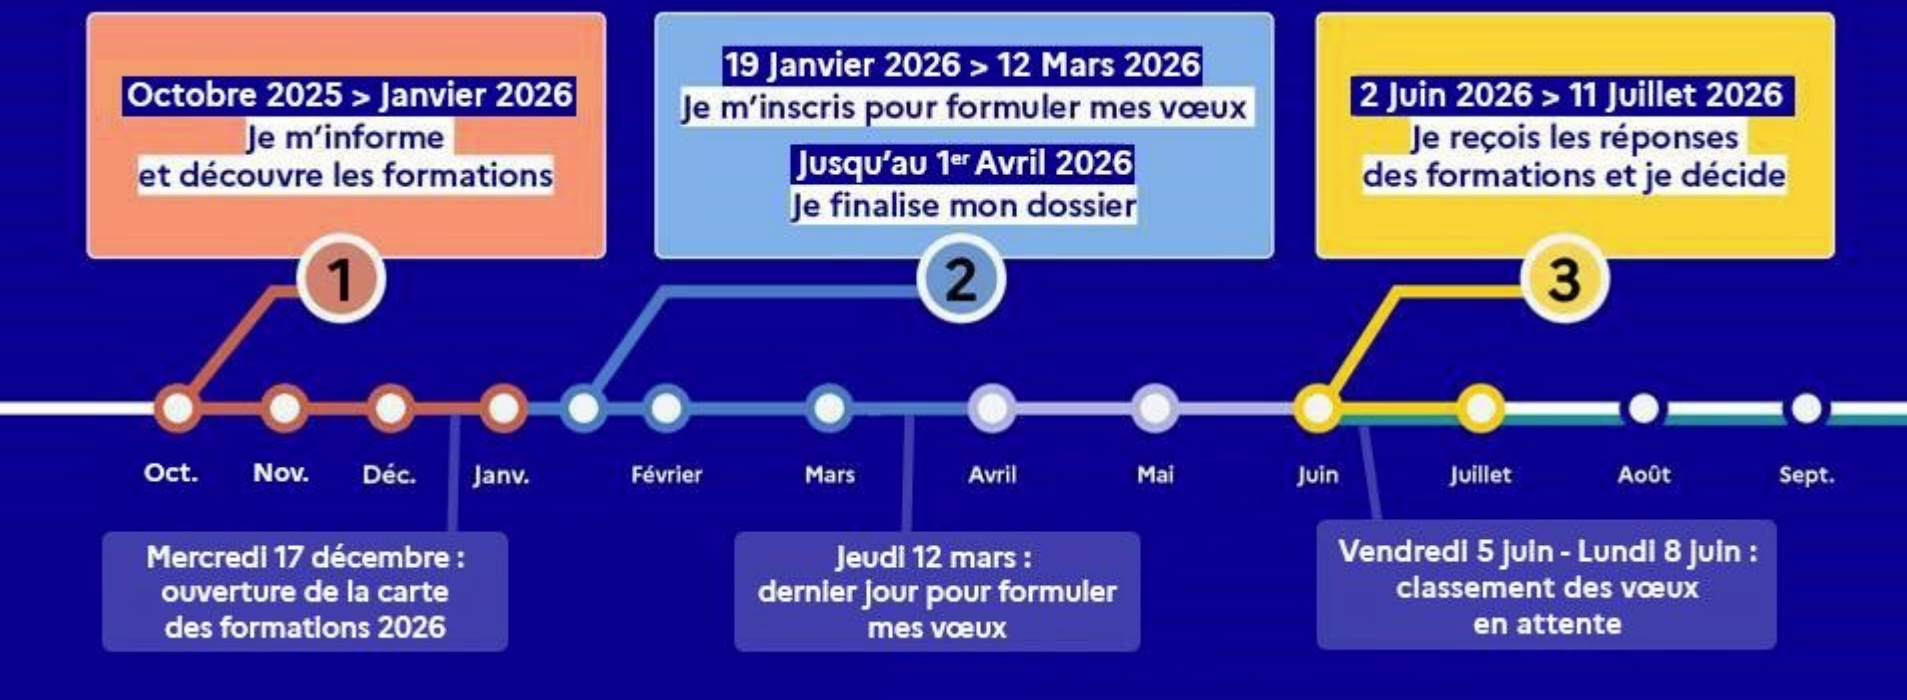 Octobre 2025 > Janvier 2026
Je m'informe
et découvre les formations
1
19 Janvier 2026 > 12 Mars 2026
Je m'inscris pour formuler mes vœux
Jusqu'au 1er Avril 2026
Je finalise mon dossier
2
2 Juin 2026 > 11 Juillet 2026
Je reçois les réponses
des formations et je décide
3
Oct. Nov. Déc. Janv. Février Mars Avril Mai Juin Juillet Août Sept.
Mercredi 17 décembre :
ouverture de la carte
des formations 2026
Jeudi 12 mars :
dernier jour pour formuler
mes vœux
Vendredi 5 juin - Lundi 8 juin :
classement des vœux
en attente